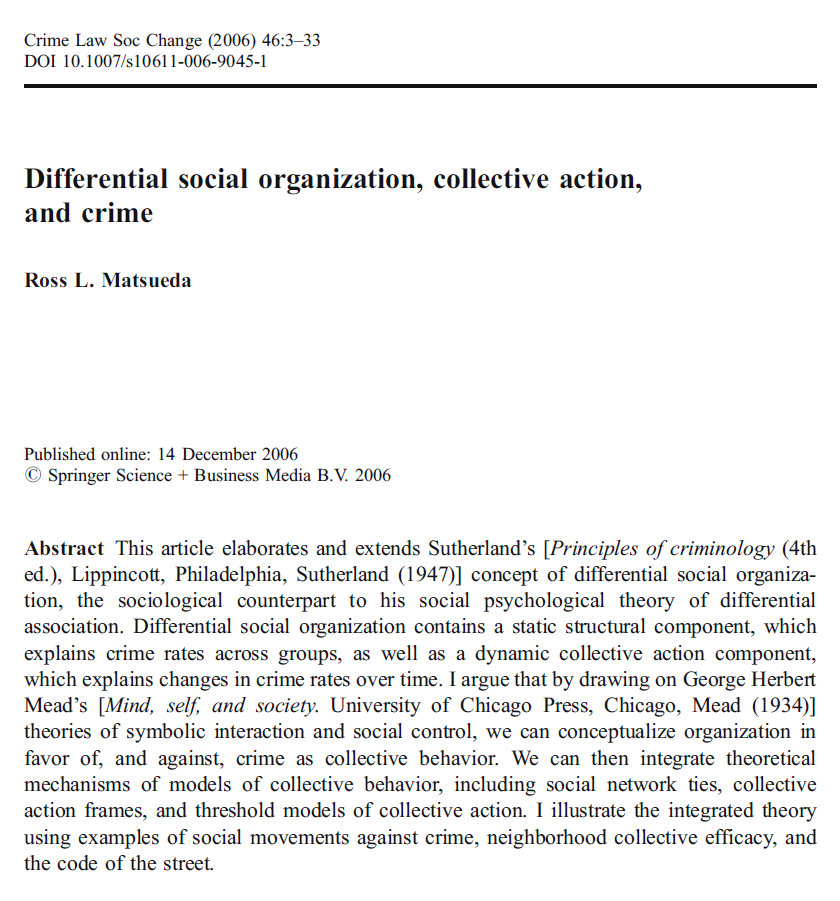 Crime Law Soc Change (2006) 46:3–33
DOI 10.1007/s10611-006-9045-1
Differential social organization, collective action,
and crime
Ross L. Matsueda
Published online: 14 December 2006
© Springer Science + Business Media B.V. 2006
Abstract This article elaborates and extends Sutherland’s [Principles of criminology (4th
ed.), Lippincott, Philadelphia, Sutherland (1947)] concept of differential social organiza-
tion, the sociological counterpart to his social psychological theory of differential
association. Differential social organization contains a static structural component, which
explains crime rates across groups, as well as a dynamic collective action component,
which explains changes in crime rates over time. I argue that by drawing on George Herbert
Mead’s [Mind, self, and society. University of Chicago Press, Chicago, Mead (1934)]
theories of symbolic interaction and social control, we can conceptualize organization in
favor of, and against, crime as collective behavior. We can then integrate theoretical
mechanisms of models of collective behavior, including social network ties, collective
action frames, and threshold models of collective action. I illustrate the integrated theory
using examples of social movements against crime, neighborhood collective efficacy, and
the code of the street.